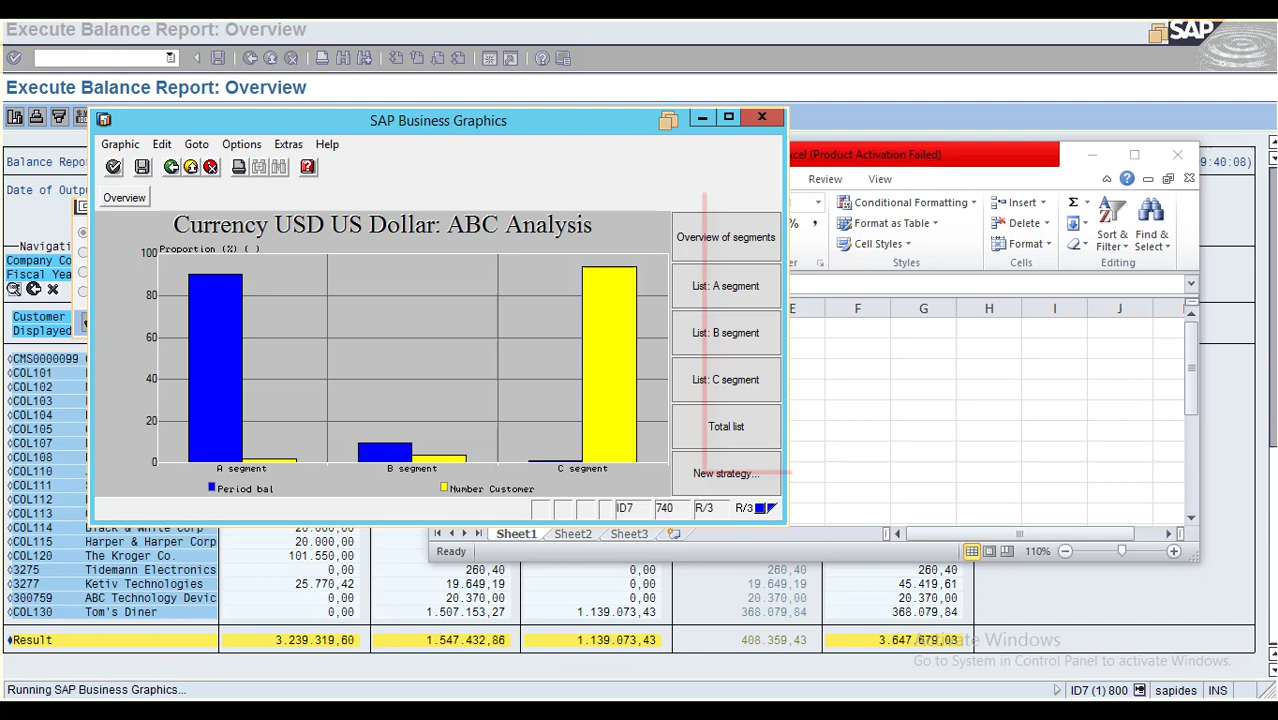 Execute Balance Report: Overview
SAP
Execute Balance Report: Overview
SAP Business Graphics
Graphic Edit Goto Options Extras Help
Overview
Currency USD US Dollar: ABC Analysis
Proportion (%) ( )
100
80
60
40
20
0
A segment B segment C segment
Period bal Number Customer
Overview of segments
List: A segment
List: B segment
List: C segment
Total list
New strategy...
ID7 740 R/3 R/3
Balance Repor
9:40:08)
Date of Outp
Navigati
Company Co
Fiscal Yea
Customer
Displayed
(Product Activation Failed)
Review View
% Conditional Formatting Σ Insert
Format as Table Delete
Cell Styles Format
Sort & Filter Find & Select
Styles Cells Editing
E F G H I J
Sheet1 Sheet2 Sheet3
Ready 110%
CMS0000099
COL101
COL102
COL103
COL104
COL106
COL107
COL108
COL110
COL114 Black & White Corp 20.000,00
COL115 Harper & Harper Corp 20.000,00
COL120 The Kroger Co. 101.550,00
3275 Tidemann Electronics 0,00 260,40 0,00 260,40 260,40
3277 Ketiv Technologies 25.770,42 19.649,19 0,00 19.649,19 45.419,61
300759 ABC Technology Devic 0,00 20.370,00 0,00 20.370,00 20.370,00
COL130 Tom's Diner 0,00 1.507.153,27 1.139.073,43 368.079,84 368.079,84
Result 3.239.319,60 1.547.432,86 1.139.073,43 408.359,43 3.647.679,03
Activate Windows
Go to System in Control Panel to activate Windows.
Running SAP Business Graphics... ID7 (1) 800 sapides INS